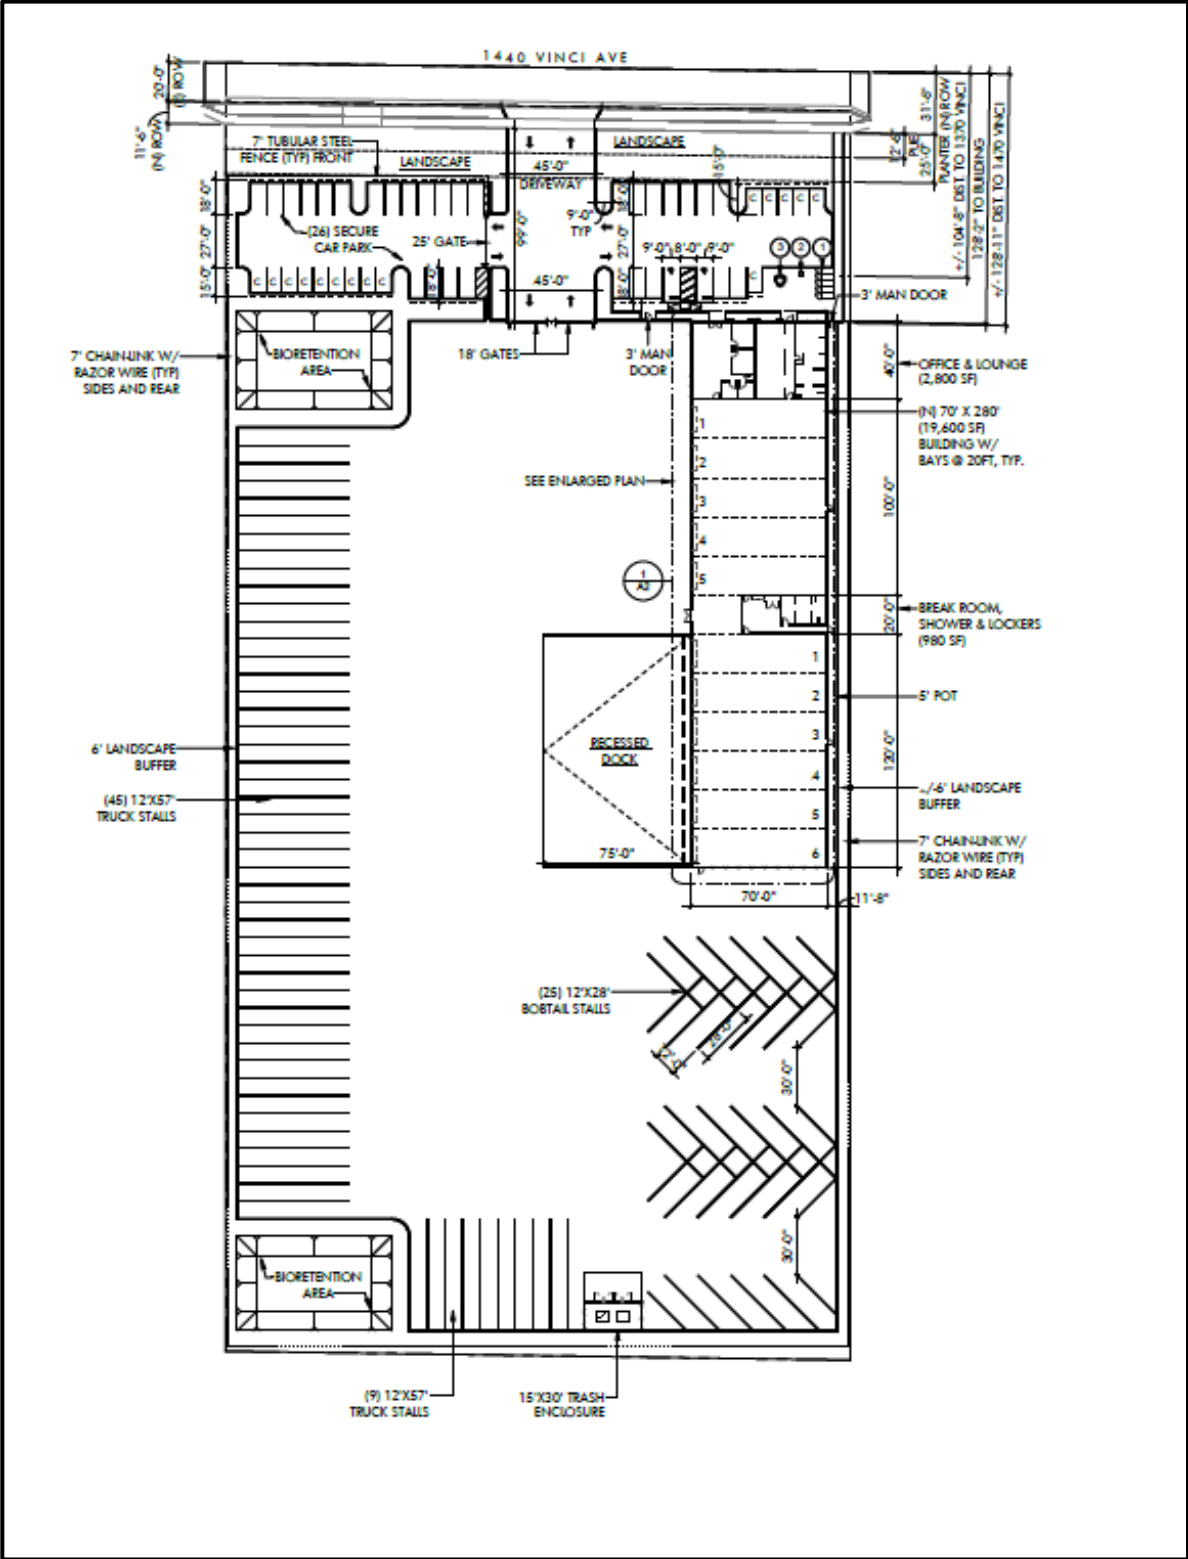 1440 VINCI AVE
20'-0"
(E) ROW
11'-6"
(N) ROW
7' TUBULAR STEEL
FENCE (TYP) FRONT
LANDSCAPE
LANDSCAPE
45'-0"
DRIVEWAY
31'-6"
(N) ROW
12'-6"
PUE
25'-0"
PLANTER
+/- 104'-8" DIST. TO 1370 VINCI
128'-2" TO BUILDING
+/- 128'-11" DIST. TO 1470 VINCI
18'-0"
27'-0"
15'-0"
(26) SECURE
CAR PARK
25' GATE
99'-0"
9'-0"
TYP
18'-0"
27'-0"
18'-0"
15'-0"
9'-0" 8'-0" 9'-0"
C C C C C
3 2 1
C C C C C C C C C
18'-0"
45'-0"
C
3' MAN DOOR
7' CHAIN-LINK W/
RAZOR WIRE (TYP)
SIDES AND REAR
BIORETENTION
AREA
18' GATES
3' MAN
DOOR
40'-0"
OFFICE & LOUNGE
(2,800 SF)
(N) 70' X 280'
(19,600 SF)
BUILDING W/
BAYS @ 20FT, TYP.
1
2
3
4
5
SEE ENLARGED PLAN
100'-0"
1
A2
20'-0"
BREAK ROOM,
SHOWER & LOCKERS
(980 SF)
1
2
3
4
5
6
5' POT
RECESSED
DOCK
120'-0"
6' LANDSCAPE
BUFFER
(45) 12'X57'
TRUCK STALLS
+/-6' LANDSCAPE
BUFFER
75'-0"
7' CHAIN-LINK W/
RAZOR WIRE (TYP)
SIDES AND REAR
70'-0"
11'-8"
(25) 12'X28'
BOBTAIL STALLS
12'-0"
28'-0"
30'-0"
30'-0"
BIORETENTION
AREA
(9) 12'X57'
TRUCK STALLS
15'X30' TRASH
ENCLOSURE